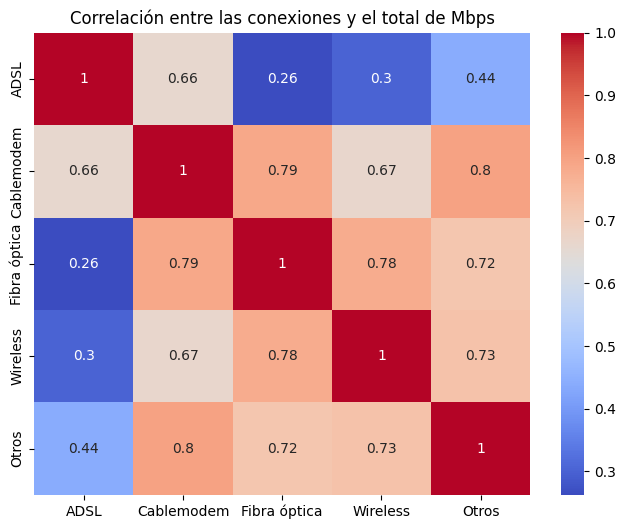 Correlación entre las conexiones y el total de Mbps
ADSL 1 0.66 0.26 0.3 0.44
Cablemodem 0.66 1 0.79 0.67 0.8
Fibra óptica 0.26 0.79 1 0.78 0.72
Wireless 0.3 0.67 0.78 1 0.73
Otros 0.44 0.8 0.72 0.73 1
ADSL Cablemodem Fibra óptica Wireless Otros
1.0
0.9
0.8
0.7
0.6
0.5
0.4
0.3